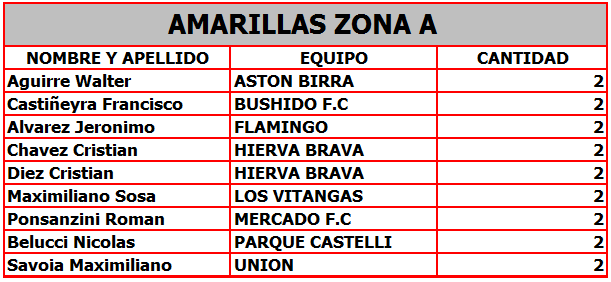 AMARILLAS ZONA A
NOMBRE Y APELLIDO EQUIPO CANTIDAD
Aguirre Walter ASTON BIRRA 2
Castiñeyra Francisco BUSHIDO F.C 2
Alvarez Jeronimo FLAMENGO 2
Chavez Cristian HIERVA BRAVA 2
Diez Cristian HIERVA BRAVA 2
Maximiliano Sosa LOS VITANGAS 2
Ponsanzini Roman MERCADO F.C 2
Belucci Nicolas PARQUE CASTELLI 2
Savoia Maximiliano UNION 2